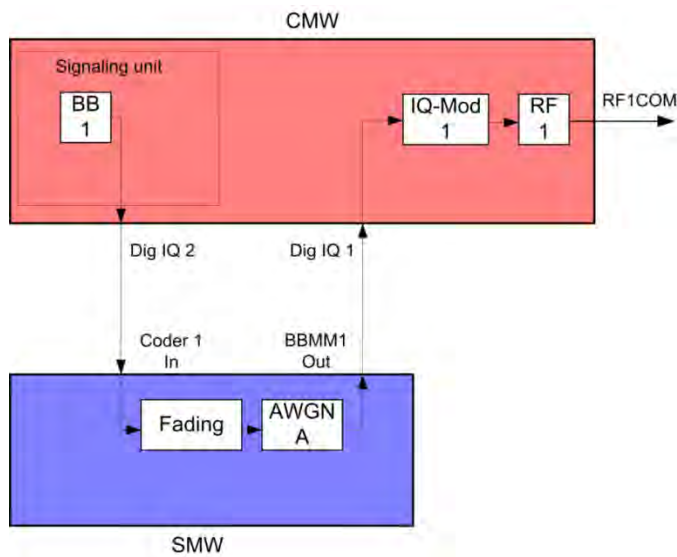 CMW
Signaling unit
BB
1
IQ-Mod
1
RF
1
RF1COM
Dig IQ 2
Dig IQ 1
Coder 1
In
BBMM1
Out
Fading
AWGN
A
SMW